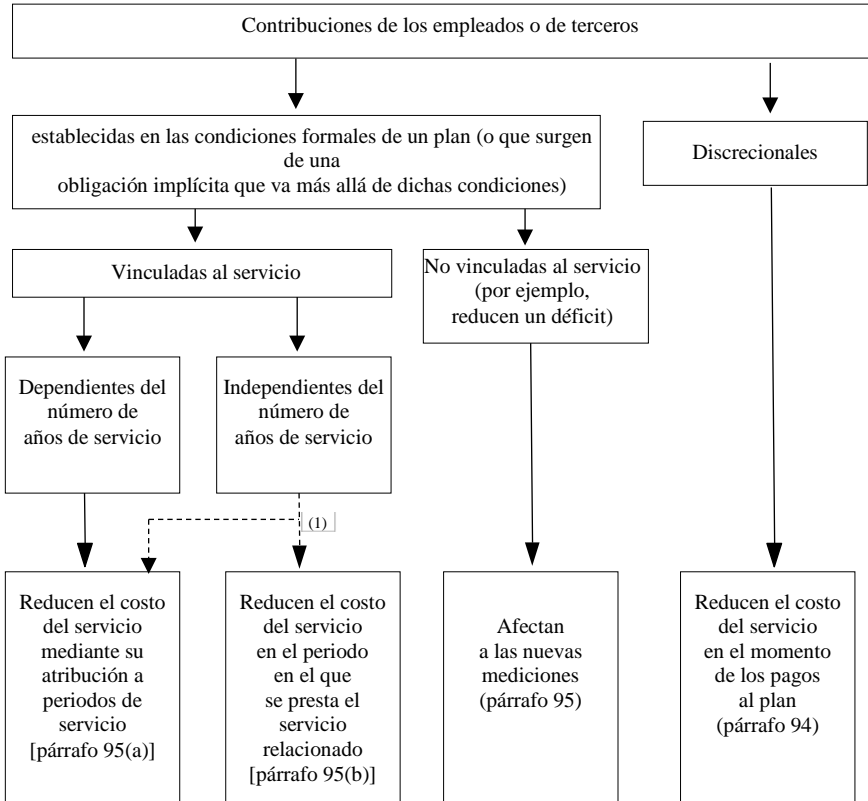 Contribuciones de los empleados o de terceros
establecidas en las condiciones formales de un plan (o que surgen
de una
obligación implícita que va más allá de dichas condiciones)
Discrecionales
Vinculadas al servicio
No vinculadas al servicio
(por ejemplo,
reducen un déficit)
Dependientes del
número de
años de servicio
Independientes del
número de
años de servicio
(1)
Reducen el costo
del servicio
mediante su
atribución a
periodos de
servicio
[párrafo 95(a)]
Reducen el costo
del servicio
en el periodo
en el que
se presta el
servicio
relacionado
[párrafo 95(b)]
Afectan
a las nuevas
mediciones
(párrafo 95)
Reducen el costo
del servicio
en el momento
de los pagos
al plan
(párrafo 94)